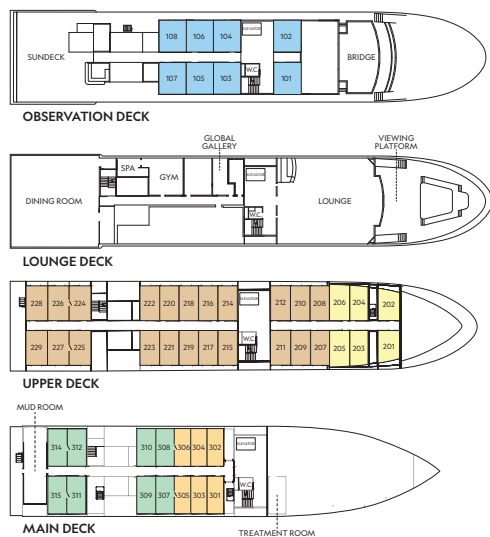 108 106 104 ELEVATOR 102
SUNDECK BRIDGE
W.C.
107 105 103 101
OBSERVATION DECK
GLOBAL
GALLERY
VIEWING
PLATFORM
SPA
GYM
ELEVATOR
DINING ROOM
LOUNGE
W.C.
LOUNGE DECK
228 226 224 222 220 218 216 214 ELEVATOR 212 210 208 206 204 202
W.C.
229 227 225 223 221 219 217 215 211 209 207 205 203 201
UPPER DECK
MUD ROOM
314 312 310 308 306 304 302 ELEVATOR
W.C.
315 311 309 307 305 303 301
MAIN DECK
TREATMENT ROOM